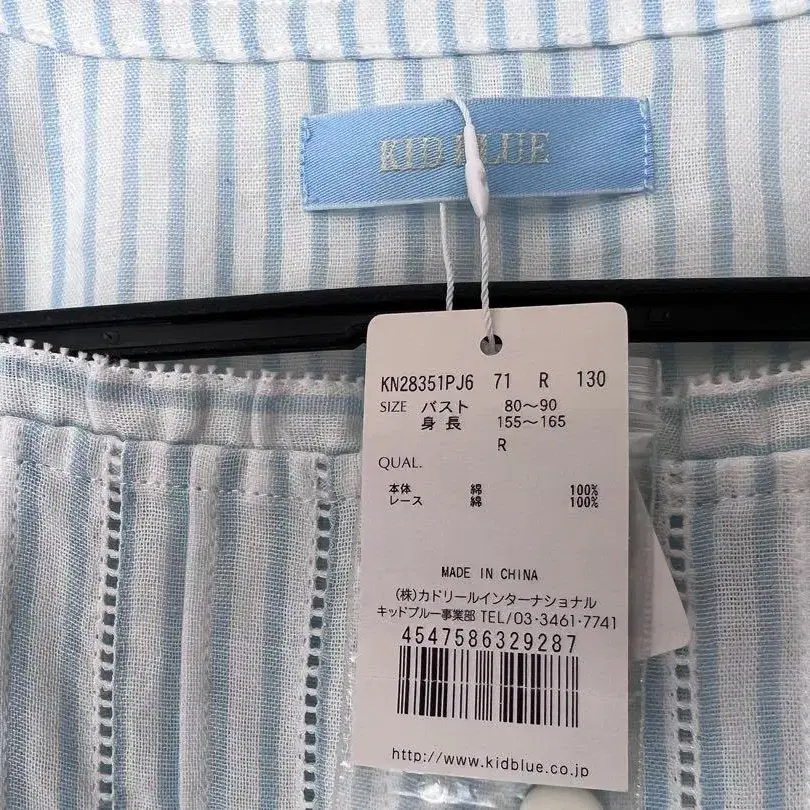 KID BLUE
KN28351PJ6 71 R 130
SIZE バスト 80～90
身長 155～165
R
QUAL.
本体 綿 100%
レース 綿 100%
MADE IN CHINA
(株)カドリールインターナショナル
キッドブルー事業部 TEL/03-3461-7741
4547586329287
http://www.kidblue.co.jp